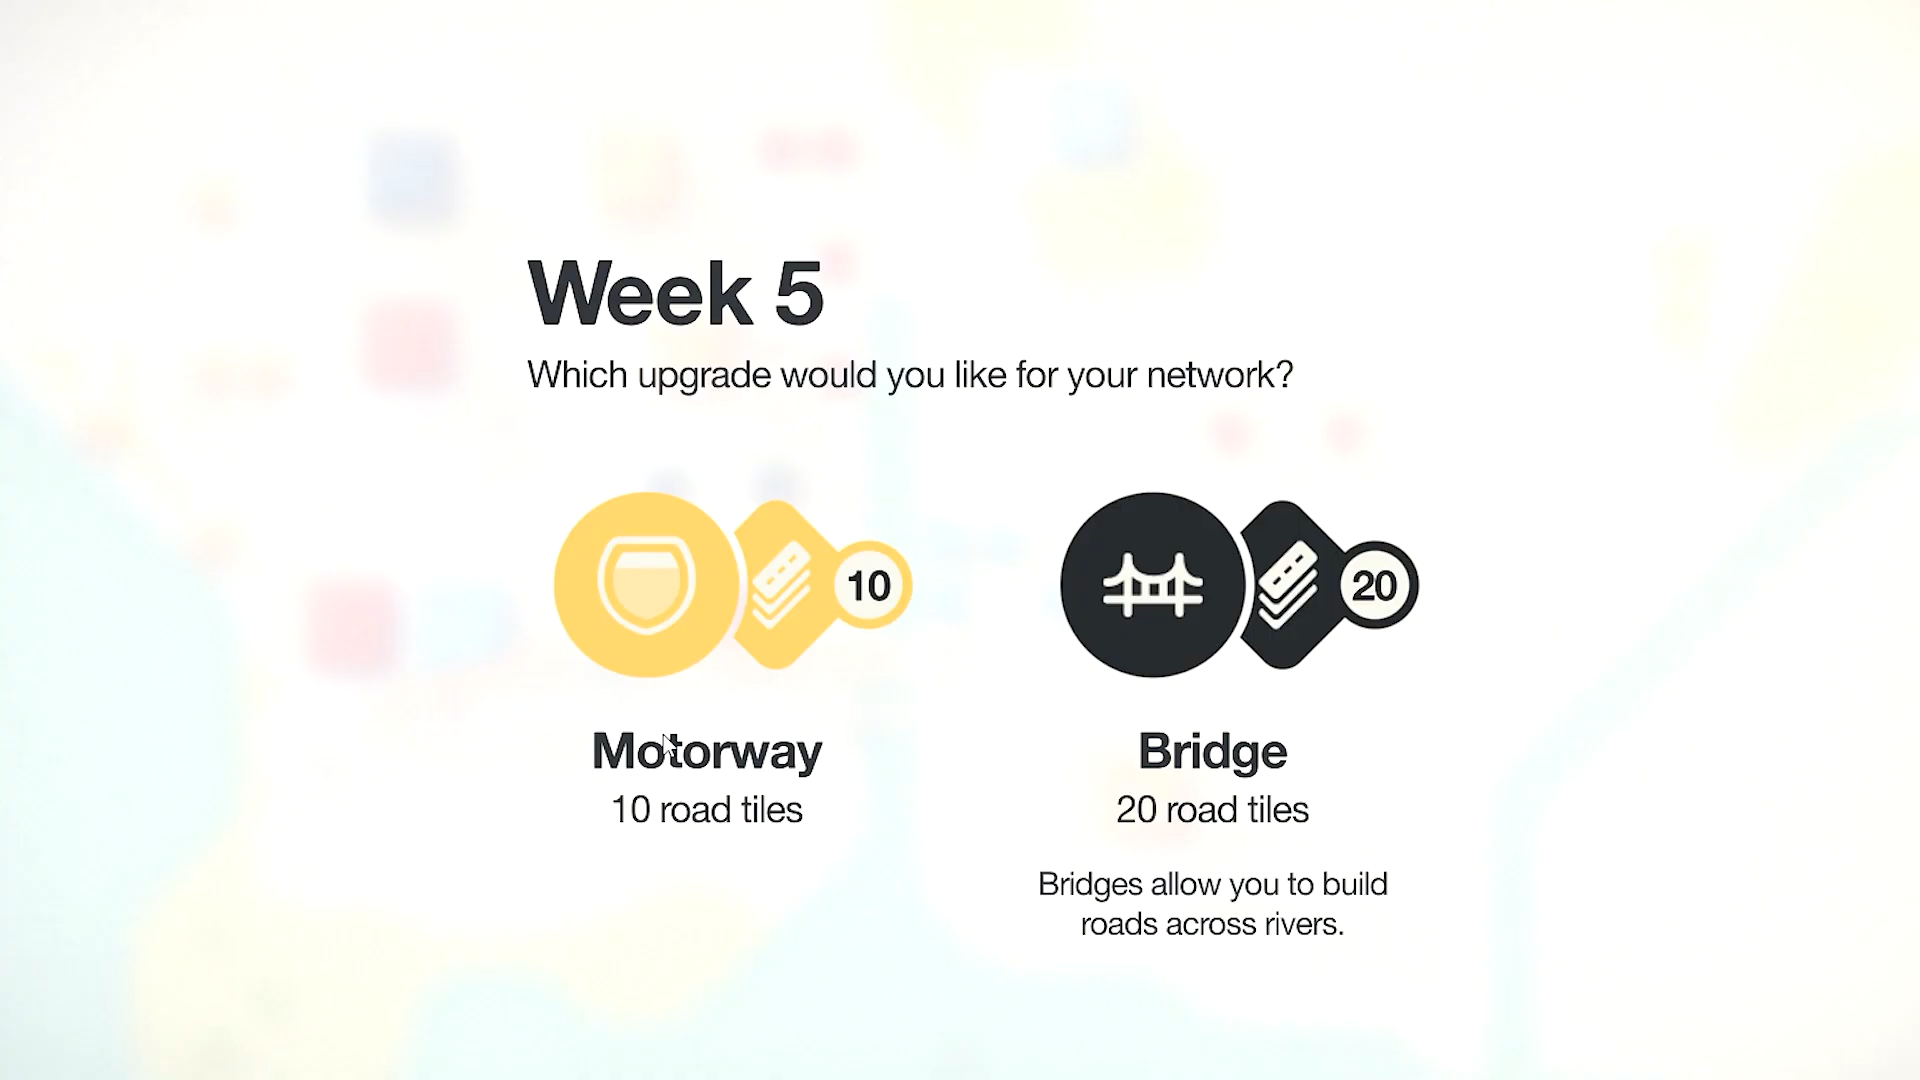 Week 5
Which upgrade would you like for your network?
10
20
Motorway
10 road tiles
Bridge
20 road tiles
Bridges allow you to build
roads across rivers.